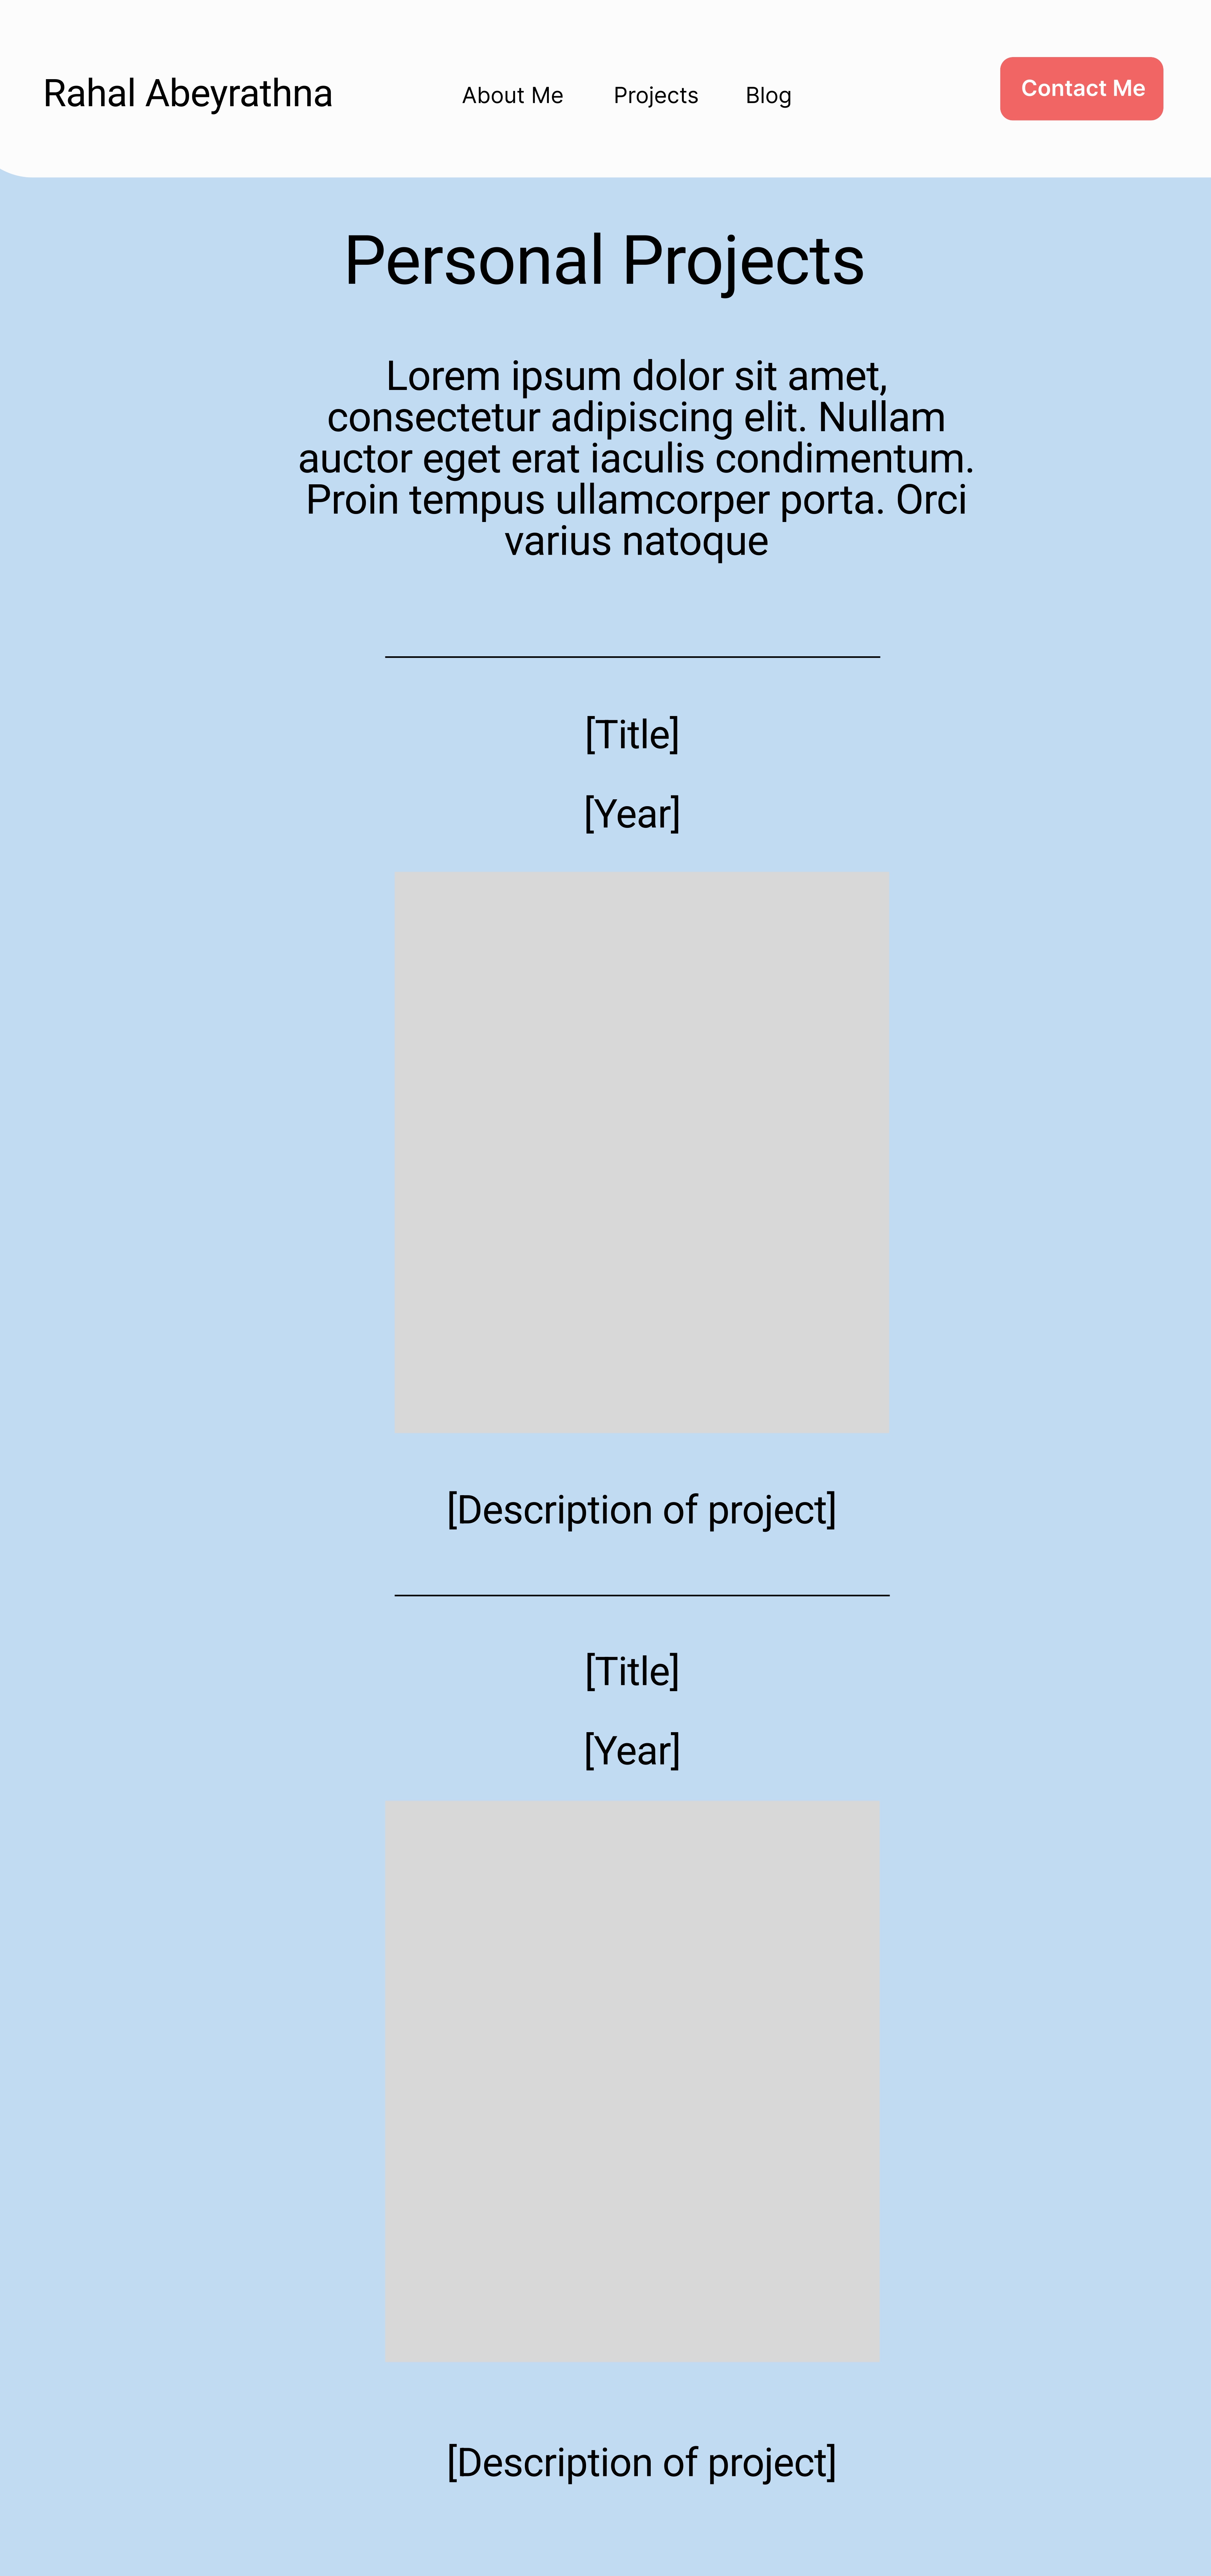 Rahal Abeyrathna
About Me Projects Blog
Contact Me
Personal Projects
Lorem ipsum dolor sit amet,
consectetur adipiscing elit. Nullam
auctor eget erat iaculis condimentum.
Proin tempus ullamcorper porta. Orci
varius natoque
[Title]
[Year]
[Description of project]
[Title]
[Year]
[Description of project]